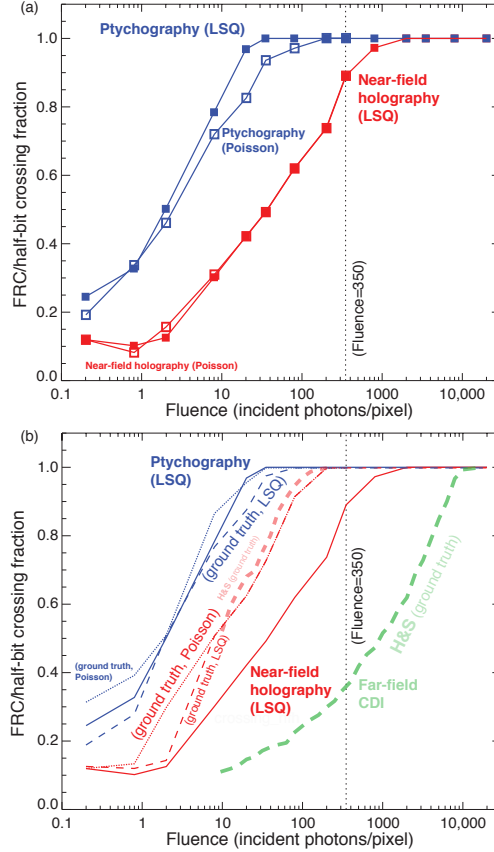 (a)
1.0
0.8
0.6
0.4
0.2
0.0
FRC/half-bit crossing fraction
Ptychography (LSQ)
Ptychography
(Poisson)
Near-field
holography
(LSQ)
(Fluence=350)
Near-field holography (Poisson)
0.1
1
10
100
1000
10,000
Fluence (incident photons/pixel)
(b)
1.0
0.8
0.6
0.4
0.2
0.0
FRC/half-bit crossing fraction
Ptychography
(LSQ)
(ground truth, LSQ)
H&S (ground truth)
(ground truth,
Poisson)
(ground truth, Poisson)
(ground truth, LSQ)
Near-field
holography
(LSQ)
(Fluence=350)
H&S (ground truth)
Far-field
CDI
0.1
1
10
100
1000
10,000
Fluence (incident photons/pixel)